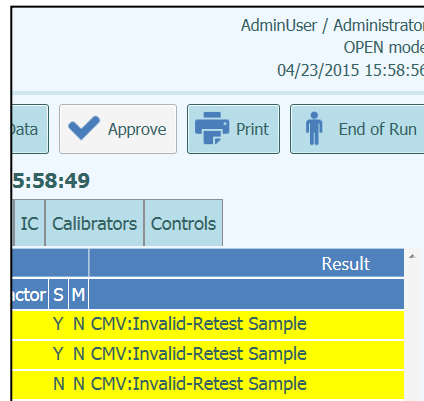 AdminUser / Administrator
OPEN mode
04/23/2015 15:58:56
Data Approve Print End of Run
5:58:49
IC Calibrators Controls
Result
actor S M
Y N CMV:Invalid-Retest Sample
Y N CMV:Invalid-Retest Sample
N N CMV:Invalid-Retest Sample